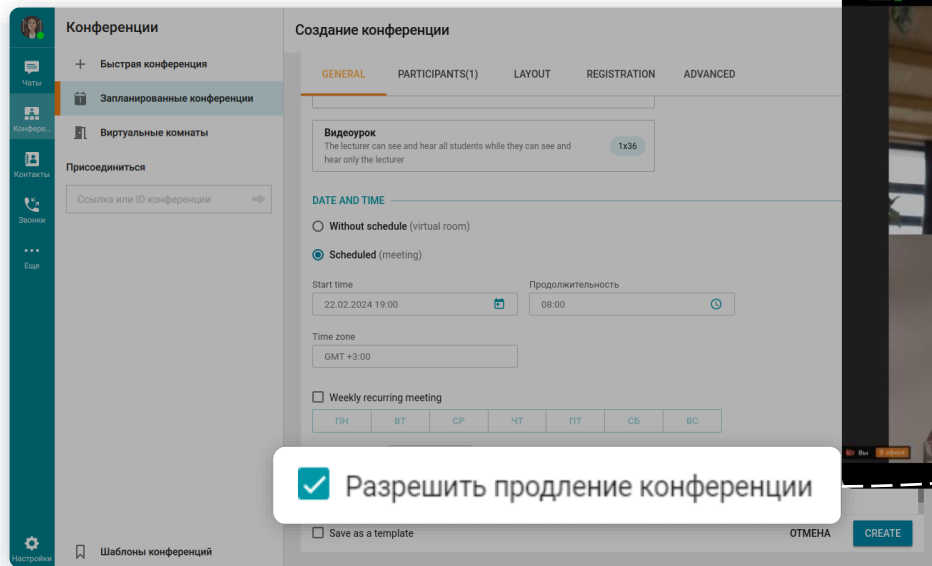 Конференции
Создание конференции
Чаты
Конфере...
Контакты
Звонки
Еще
Настройки
Быстрая конференция
Запланированные конференции
Виртуальные комнаты
Присоединиться
Ссылка или ID конференции
Шаблоны конференций
GENERAL PARTICIPANTS(1) LAYOUT REGISTRATION ADVANCED
Видеоурок
The lecturer can see and hear all students while they can see and
hear only the lecturer
1x36
DATE AND TIME
Without schedule (virtual room)
Scheduled (meeting)
Start time Продолжительность
22.02.2024 19:00 08:00
Time zone
GMT +3:00
Weekly recurring meeting
ПН ВТ СР ЧТ ПТ СБ ВС
Разрешить продление конференции
Save as a template
ОТМЕНА CREATE
Вы